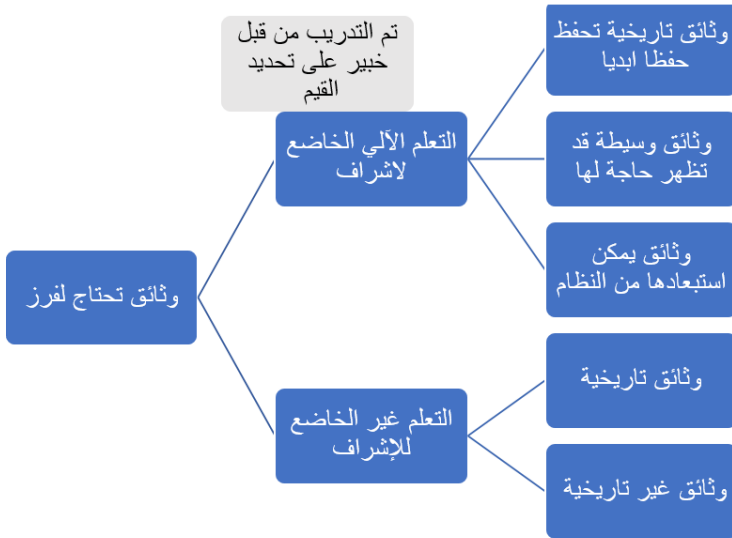 تم التدريب من قبل
خبير على تحديد
القيم
وثائق تاريخية تحفظ
حفظا ابديا
التعلم الآلي الخاضع
لاشراف
وثائق وسيطة قد
تظهر حاجة لها
وثائق يمكن
استبعادها من النظام
وثائق تحتاج لفرز
وثائق تاريخية
التعلم غير الخاضع
للإشراف
وثائق غير تاريخية